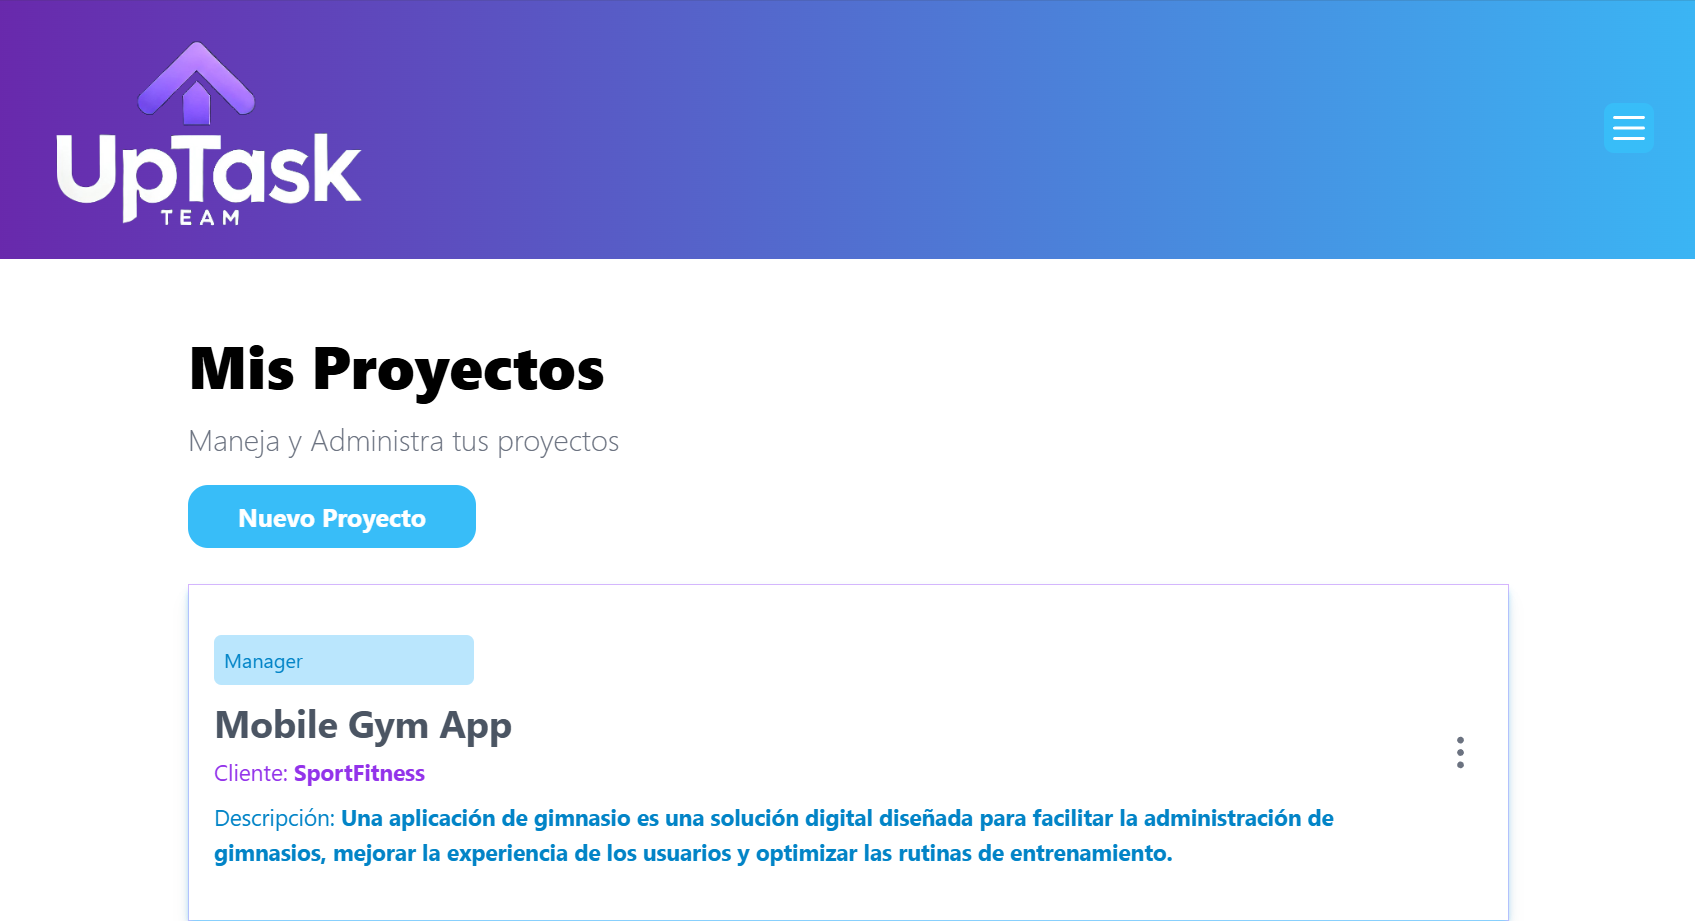 UpTask
TEAM
Mis Proyectos
Maneja y Administra tus proyectos
Nuevo Proyecto
Manager
Mobile Gym App
Cliente: SportFitness
Descripción: Una aplicación de gimnasio es una solución digital diseñada para facilitar la administración de
gimnasios, mejorar la experiencia de los usuarios y optimizar las rutinas de entrenamiento.